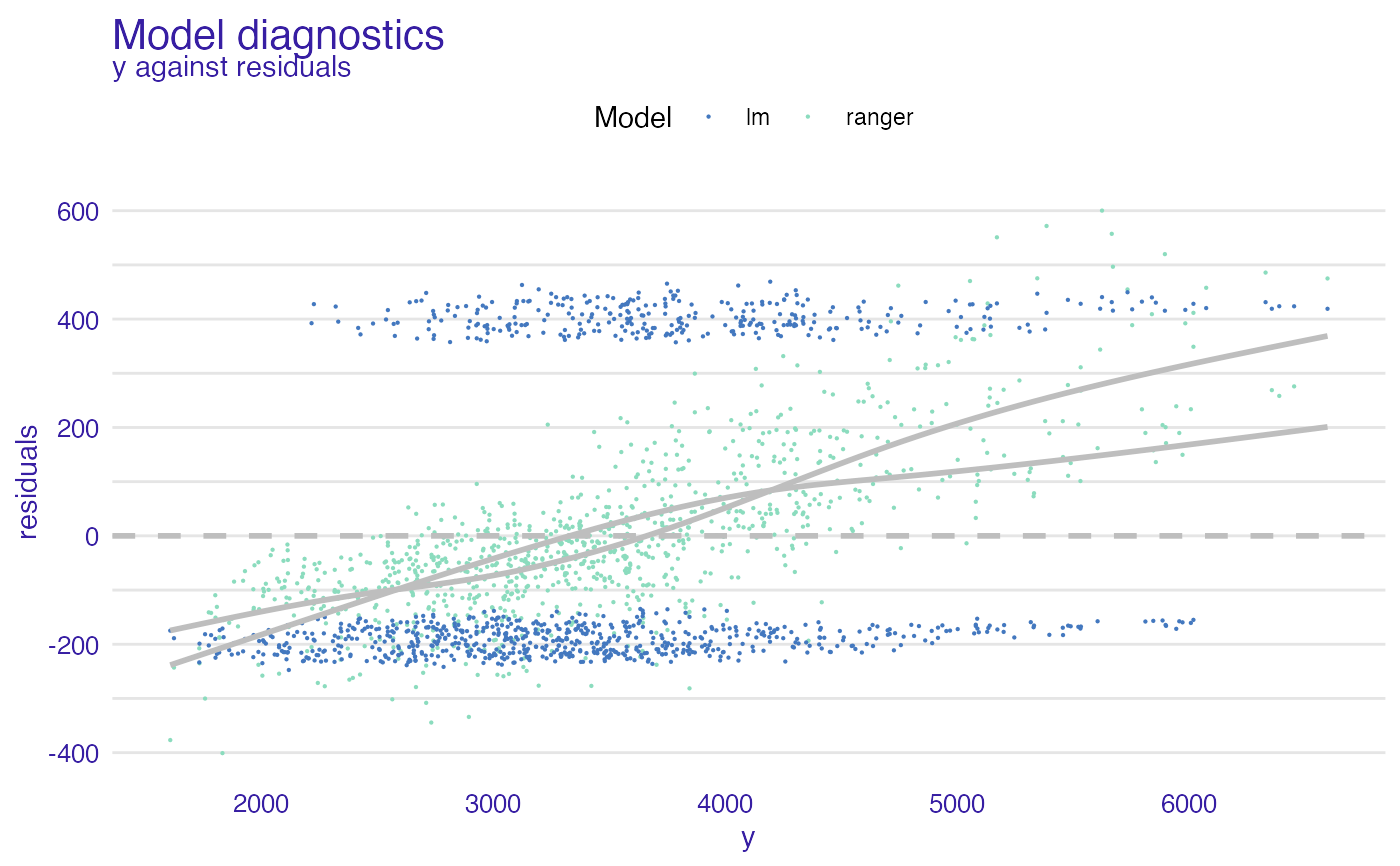 Model diagnostics
y against residuals
Model lm ranger
600
400
200
0
-200
-400
residuals
2000 3000 4000 5000 6000
y